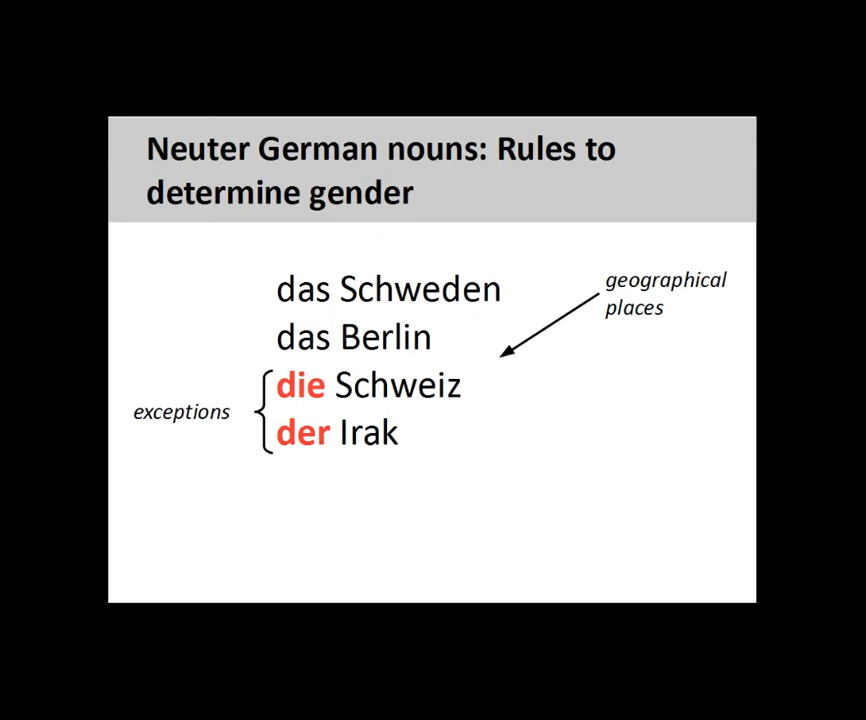 Neuter German nouns: Rules to
determine gender
geographical
places
das Schweden
das Berlin
die Schweiz
der Irak
exceptions